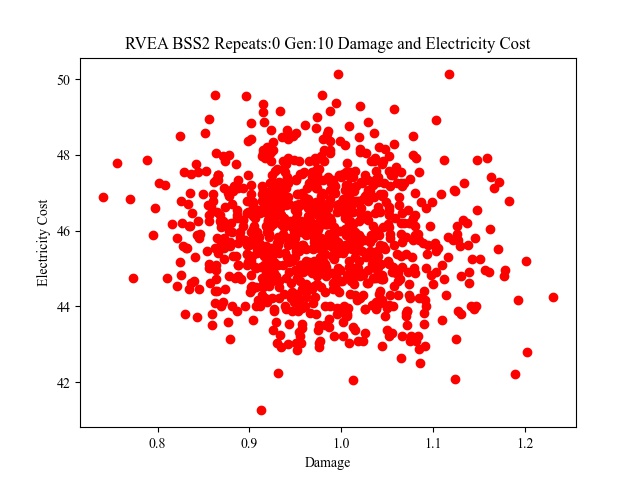 RVEA BSS2 Repeats:0 Gen:10 Damage and Electricity Cost
50
48
46
44
42
Electricity Cost
0.8 0.9 1.0 1.1 1.2
Damage